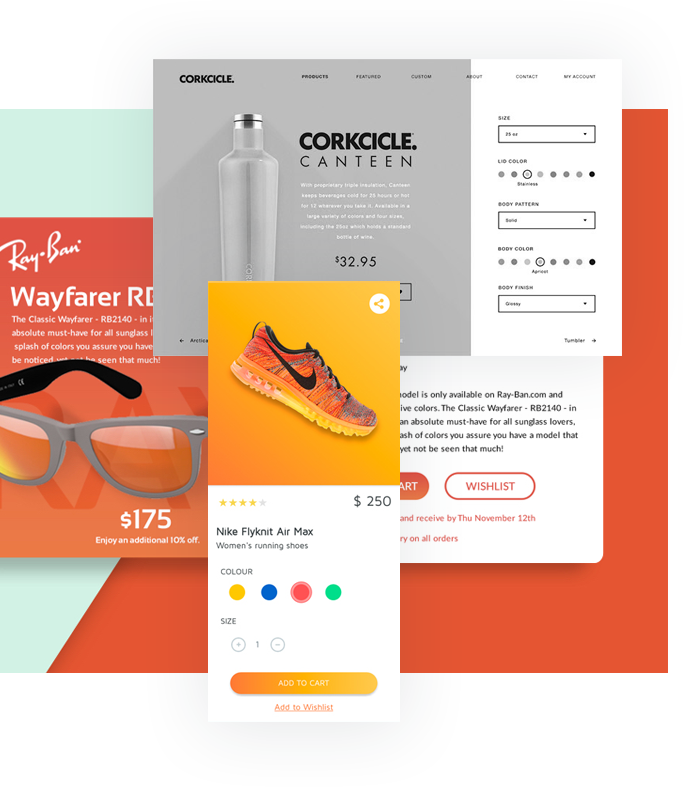 CORKCICLE.
PRODUCTS
FEATURED
CUSTOM
ABOUT
CONTACT
MY ACCOUNT
CORKCICLE.
CANTEEN
With proprietary triple insulation, Canteen
keeps beverages cold for 25 hours or hot
for 12 wherever you take it. Available in a
large variety of colors and four sizes,
including the 25oz which holds a standard
bottle of wine.
$32.95
SIZE
25 oz
LID COLOR
Stainless
BODY PATTERN
Solid
BODY COLOR
Apricot
BODY FINISH
Glossy
Tumbler
Ray-Ban
Wayfarer
The Classic Wayfarer - RB2140 - in
absolute must-have for all sunglass
splash of colors you assure you have
be noticed yet not be seen that much!
$175
Enjoy an additional 10% off.
$ 250
Nike Flyknit Air Max
Women's running shoes
COLOUR
SIZE
1
ADD TO CART
Add to Wishlist
model is only available on Ray-Ban.com and
colors. The Classic Wayfarer - RB2140 - in
an absolute must-have for all sunglass lovers,
of colors you assure you have a model that
yet not be seen that much!
WISHLIST
and receive by Thu November 12th
on all orders